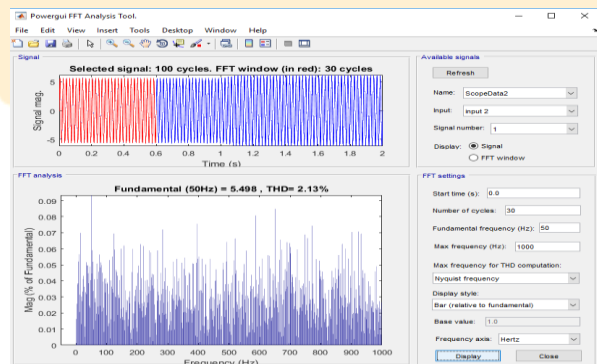 Powergui FFT Analysis Tool.
File Edit View Insert Tools Desktop Window Help
Signal
Selected signal: 100 cycles. FFT window (in red): 30 cycles
Signal mag.
5
0
-5
0 0.2 0.4 0.6 0.8 1 1.2 1.4 1.6 1.8 2
Time (s)
FFT analysis
Fundamental (50Hz) = 5.498 , THD= 2.13%
Mag (% of Fundamental)
0.09
0.08
0.07
0.06
0.05
0.04
0.03
0.02
0.01
0
0 100 200 300 400 500 600 700 800 900 1000
Frequency (Hz)
Available signals
Refresh
Name: ScopeData2
Input: input 2
Signal number: 1
Display: Signal
FFT window
FFT settings
Start time (s): 0.0
Number of cycles: 30
Fundamental frequency (Hz): 50
Max frequency (Hz): 1000
Max frequency for THD computation:
Nyquist frequency
Display style:
Bar (relative to fundamental)
Base value: 1.0
Frequency axis: Hertz
Display Close